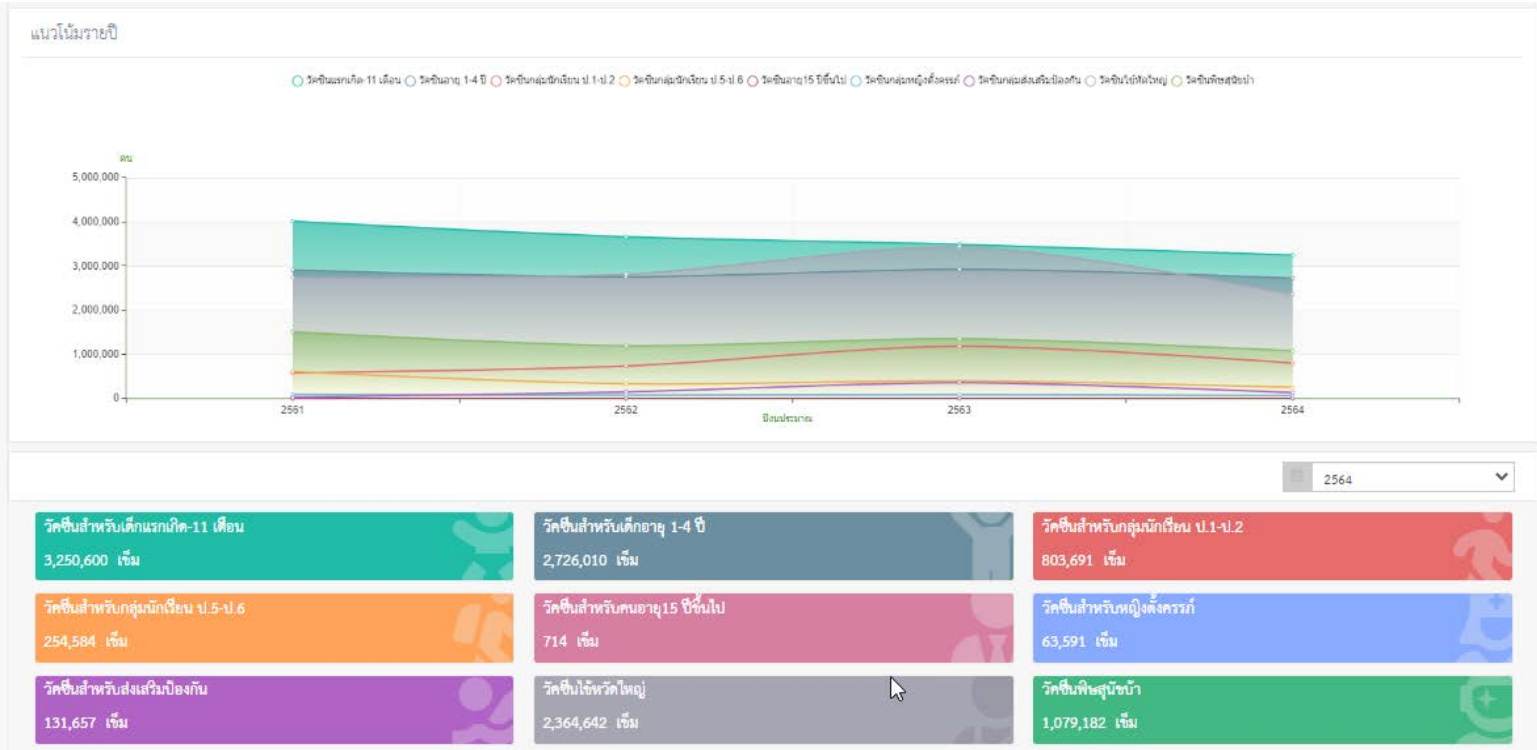 แนวโน้มรายปี
วัคซีนแรกเกิด-11 เดือน วัคซีนอายุ 1-4 ปี วัคซีนกลุ่มนักเรียน ป.1-ป.2 วัคซีนกลุ่มนักเรียน ป.5-ป.6 วัคซีนอายุ15 ปีขึ้นไป วัคซีนกลุ่มหญิงตั้งครรภ์ วัคซีนกลุ่มส่งเสริมป้องกัน วัคซีนไข้หวัดใหญ่ วัคซีนพิษสุนัขบ้า
คน
5,000,000
4,000,000
3,000,000
2,000,000
1,000,000
0
2561 2562 2563 2564
ปีงบประมาณ
2564
วัคซีนสำหรับเด็กแรกเกิด-11 เดือน วัคซีนสำหรับเด็กอายุ 1-4 ปี วัคซีนสำหรับกลุ่มนักเรียน ป.1-ป.2
3,250,600 เข็ม 2,726,010 เข็ม 803,691 เข็ม
วัคซีนสำหรับกลุ่มนักเรียน ป.5-ป.6 วัคซีนสำหรับคนอายุ15 ปีขึ้นไป วัคซีนสำหรับหญิงตั้งครรภ์
254,584 เข็ม 714 เข็ม 63,591 เข็ม
วัคซีนสำหรับส่งเสริมป้องกัน วัคซีนไข้หวัดใหญ่ วัคซีนพิษสุนัขบ้า
131,657 เข็ม 2,364,642 เข็ม 1,079,182 เข็ม